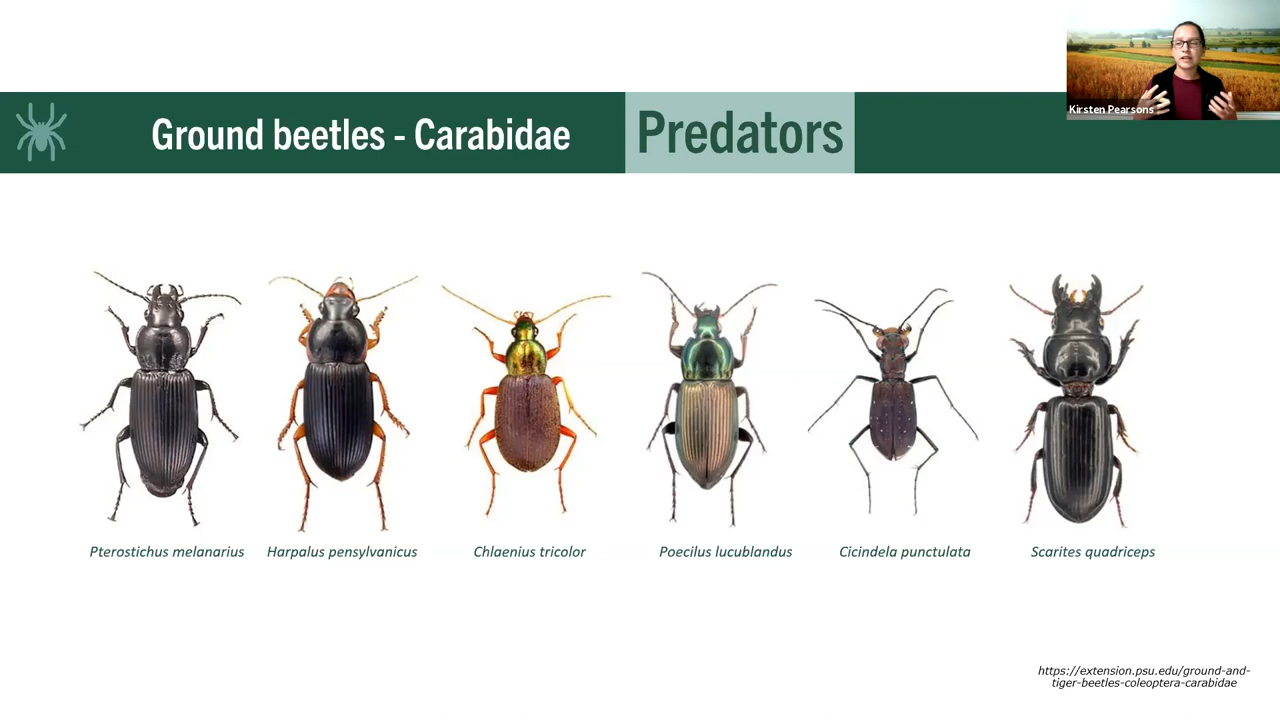 Kirsten Pearsons
Ground beetles - Carabidae
Predators
Pterostichus melanarius
Harpalus pensylvanicus
Chlaenius tricolor
Poecilus lucublandus
Cicindela punctulata
Scarites quadriceps
https://extension.psu.edu/ground-and-
tiger-beetles-coleoptera-carabidae